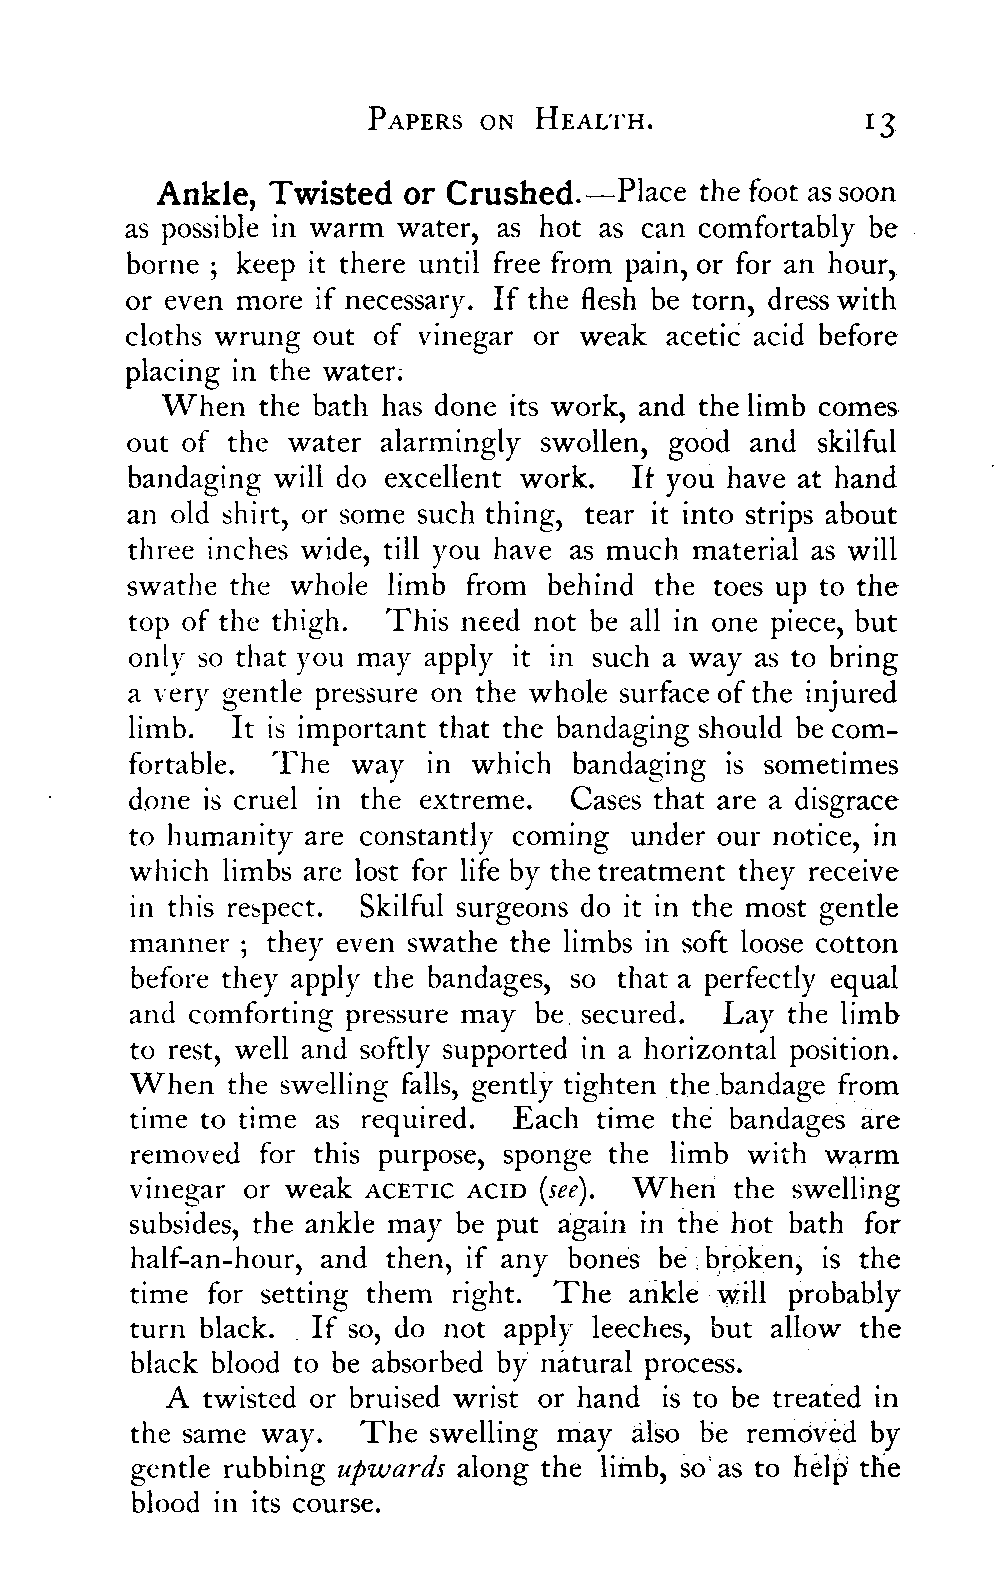 PAPERS ON HEALTH. 13
Ankle, Twisted or Crushed.—Place the foot as soon
as possible in warm water, as hot as can comfortably be
borne ; keep it there until free from pain, or for an hour,
or even more if necessary. If the flesh be torn, dress with
cloths wrung out of vinegar or weak acetic acid before
placing in the water.
When the bath has done its work, and the limb comes
out of the water alarmingly swollen, good and skilful
bandaging will do excellent work. If you have at hand
an old shirt, or some such thing, tear it into strips about
three inches wide, till you have as much material as will
swathe the whole limb from behind the toes up to the
top of the thigh. This need not be all in one piece, but
only so that you may apply it in such a way as to bring
a very gentle pressure on the whole surface of the injured
limb. It is important that the bandaging should be com-
fortable. The way in which bandaging is sometimes
done is cruel in the extreme. Cases that are a disgrace
to humanity are constantly coming under our notice, in
which limbs are lost for life by the treatment they receive
in this respect. Skilful surgeons do it in the most gentle
manner ; they even swathe the limbs in soft loose cotton
before they apply the bandages, so that a perfectly equal
and comforting pressure may be secured. Lay the limb
to rest, well and softly supported in a horizontal position.
When the swelling falls, gently tighten the bandage from
time to time as required. Each time the bandages are
removed for this purpose, sponge the limb with warm
vinegar or weak ACETIC ACID (see). When the swelling
subsides, the ankle may be put again in the hot bath for
half-an-hour, and then, if any bones be broken, is the
time for setting them right. The ankle will probably
turn black. If so, do not apply leeches, but allow the
black blood to be absorbed by natural process.
A twisted or bruised wrist or hand is to be treated in
the same way. The swelling may also be removed by
gentle rubbing upwards along the limb, so as to help the
blood in its course.